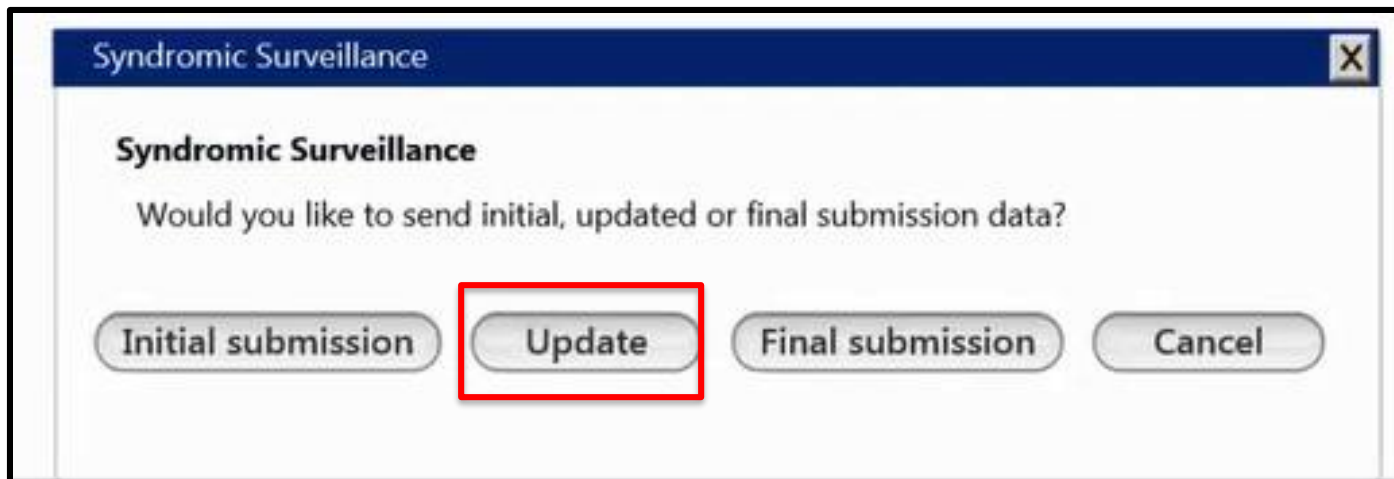 Syndromic Surveillance X
Syndromic Surveillance
Would you like to send initial, updated or final submission data?
Initial submission Update Final submission Cancel